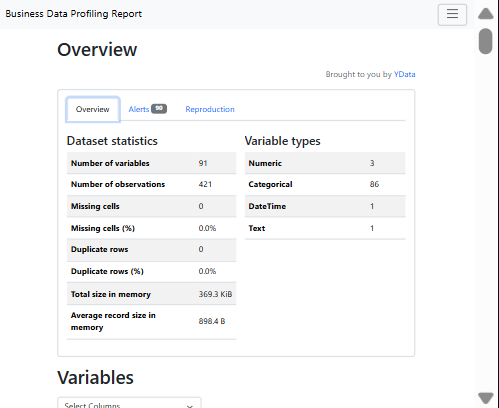 Business Data Profiling Report
Overview
Brought to you by YData
Overview Alerts 90 Reproduction
Dataset statistics
Number of variables 91
Number of observations 421
Missing cells 0
Missing cells (%) 0.0%
Duplicate rows 0
Duplicate rows (%) 0.0%
Total size in memory 369.3 KiB
Average record size in
memory 898.4 B
Variable types
Numeric 3
Categorical 86
DateTime 1
Text 1
Variables
Select Columns